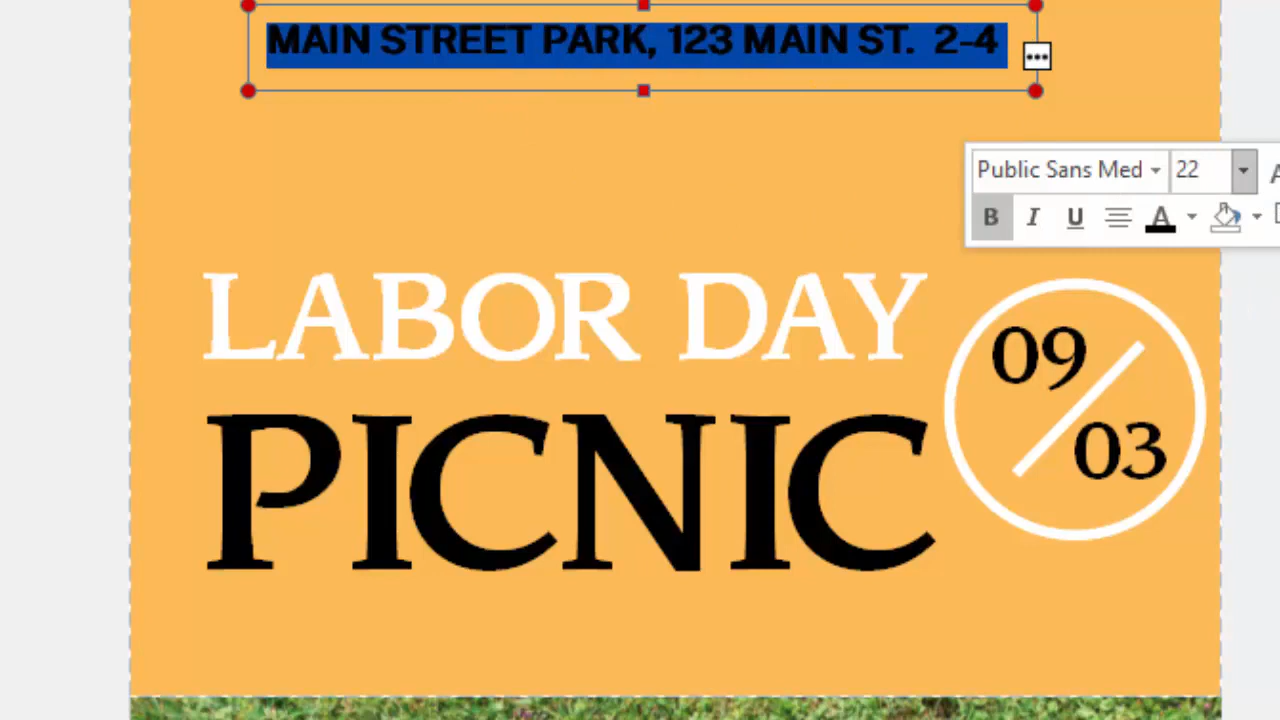 MAIN STREET PARK, 123 MAIN ST.  2-4
Public Sans Med 22
B I U A
LABOR DAY
09
03
PICNIC